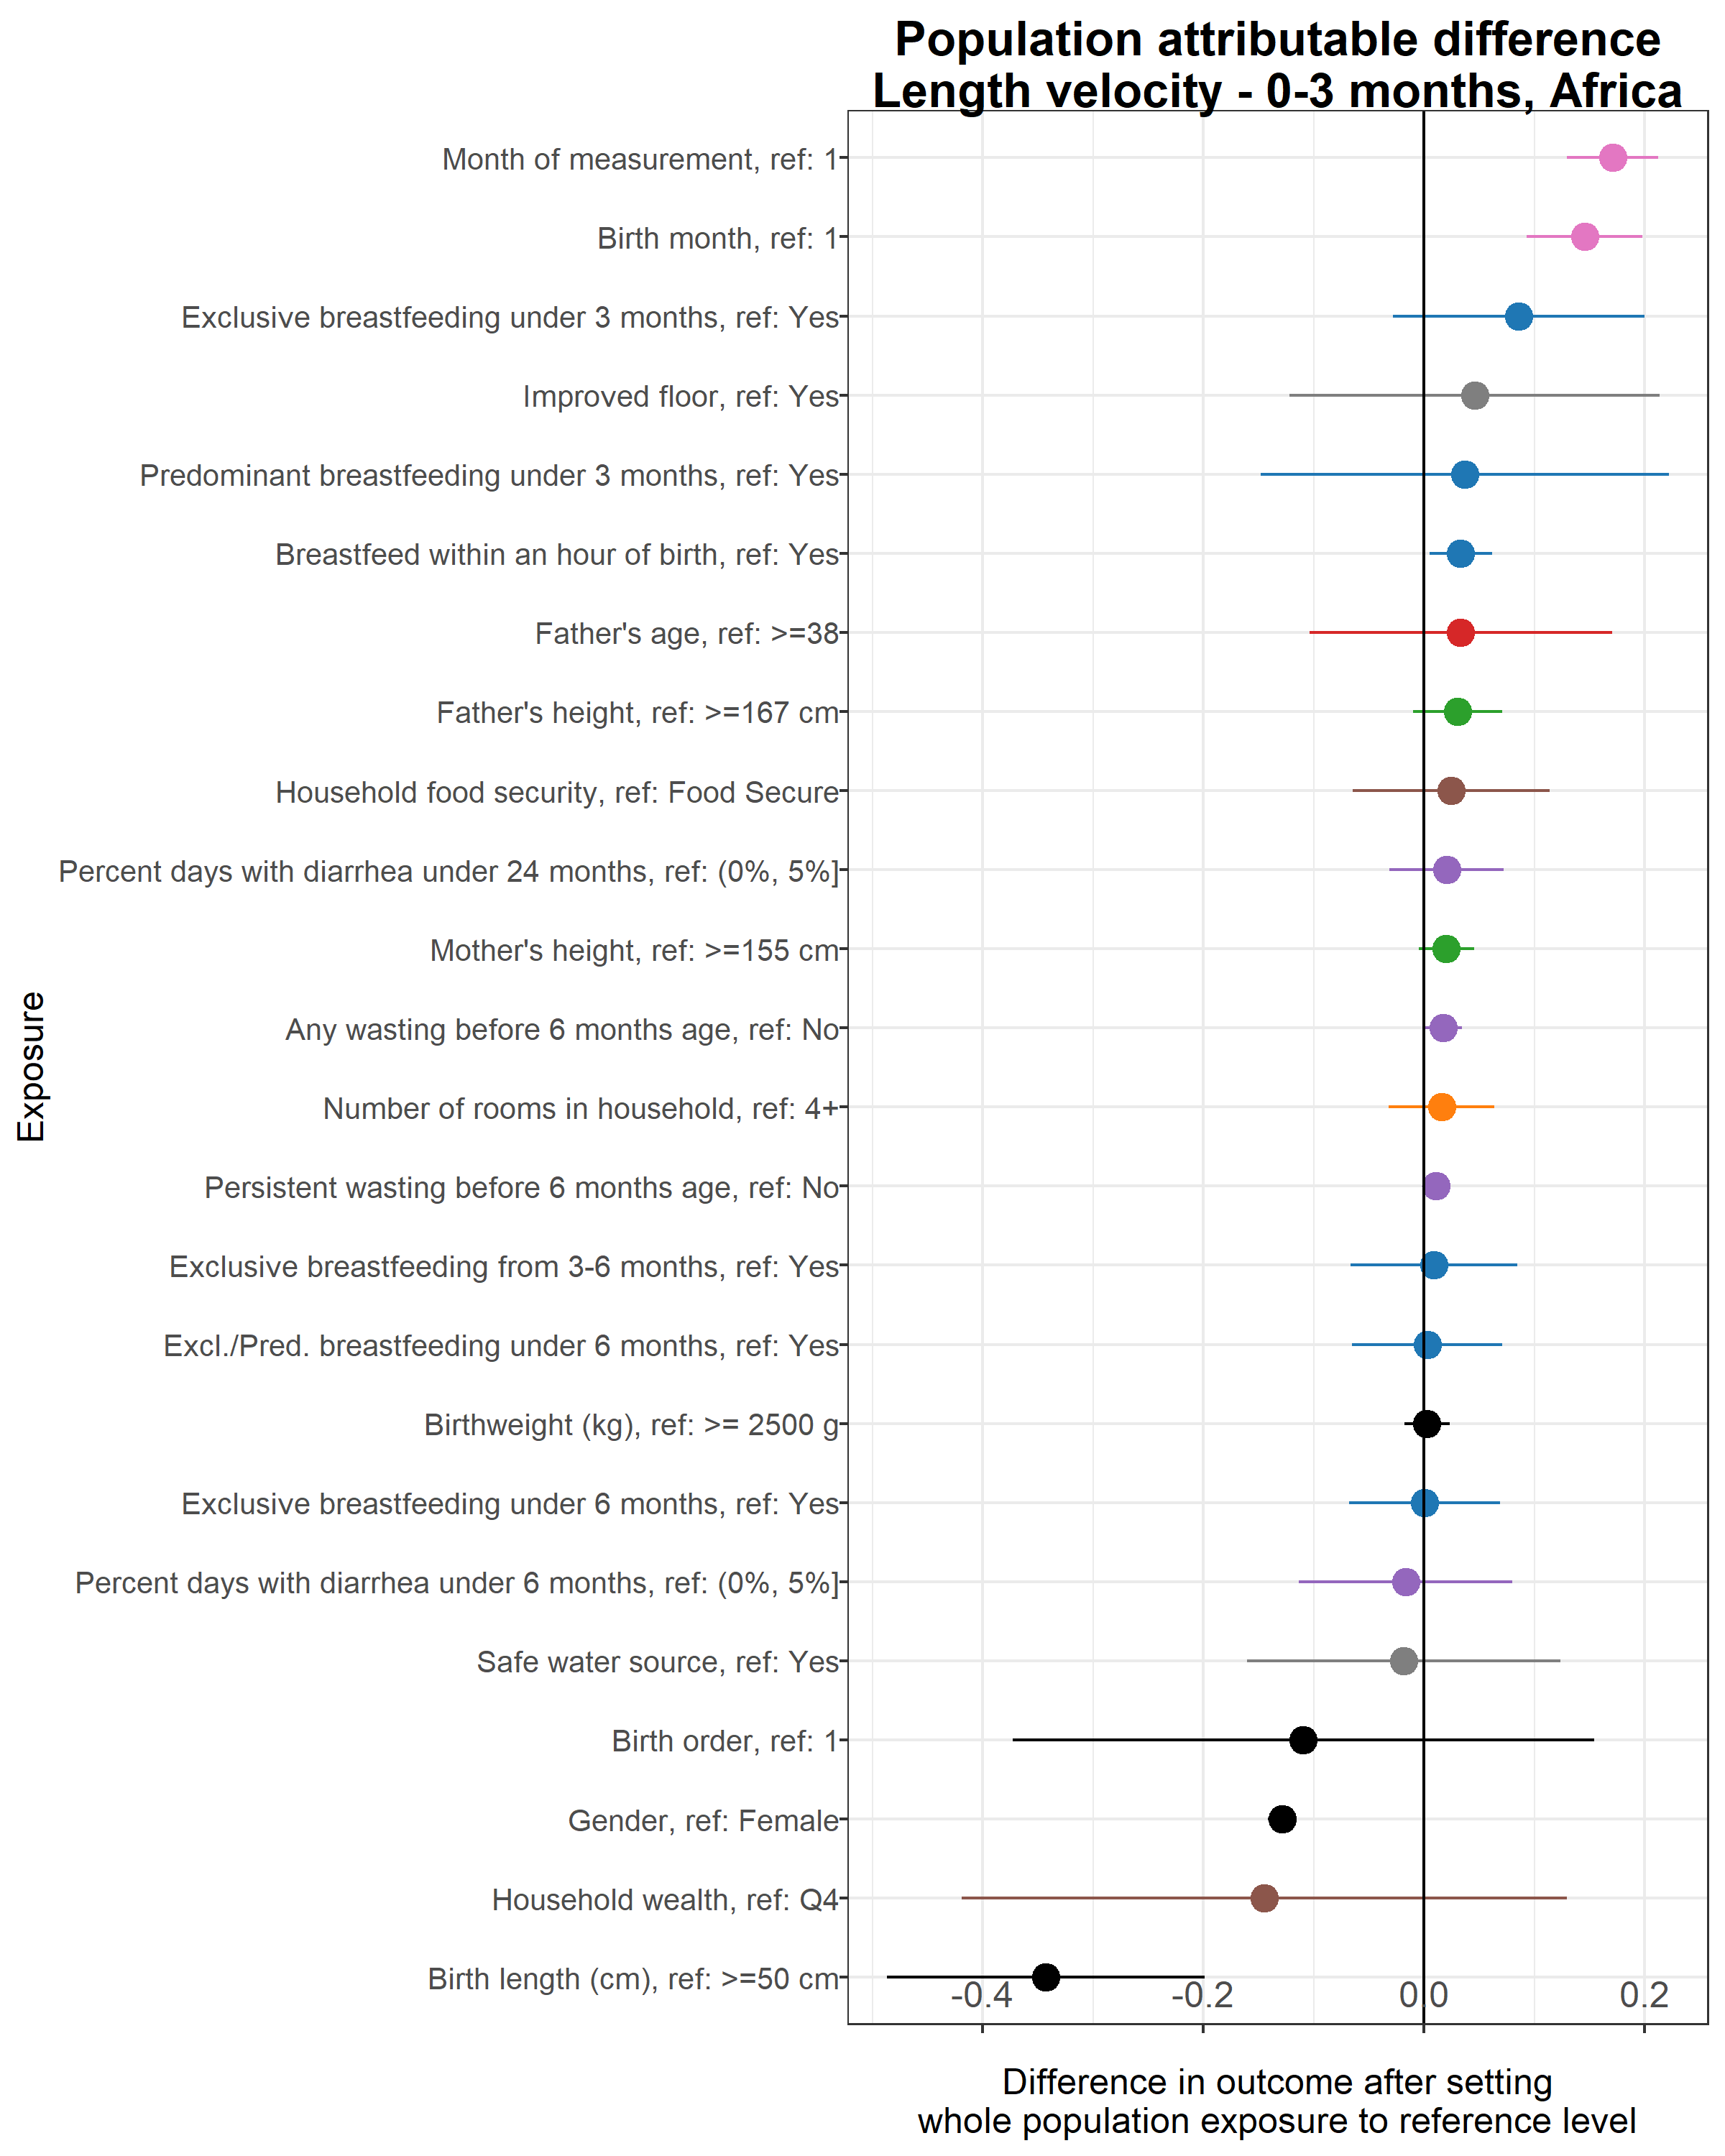 Population attributable difference
Length velocity - 0-3 months, Africa
Exposure
Month of measurement, ref: 1
Birth month, ref: 1
Exclusive breastfeeding under 3 months, ref: Yes
Improved floor, ref: Yes
Predominant breastfeeding under 3 months, ref: Yes
Breastfeed within an hour of birth, ref: Yes
Father's age, ref: >=38
Father's height, ref: >=167 cm
Household food security, ref: Food Secure
Percent days with diarrhea under 24 months, ref: (0%, 5%]
Mother's height, ref: >=155 cm
Any wasting before 6 months age, ref: No
Number of rooms in household, ref: 4+
Persistent wasting before 6 months age, ref: No
Exclusive breastfeeding from 3-6 months, ref: Yes
Excl./Pred. breastfeeding under 6 months, ref: Yes
Birthweight (kg), ref: >= 2500 g
Exclusive breastfeeding under 6 months, ref: Yes
Percent days with diarrhea under 6 months, ref: (0%, 5%]
Safe water source, ref: Yes
Birth order, ref: 1
Gender, ref: Female
Household wealth, ref: Q4
Birth length (cm), ref: >=50 cm
-0.4 -0.2 0.0 0.2
Difference in outcome after setting
whole population exposure to reference level